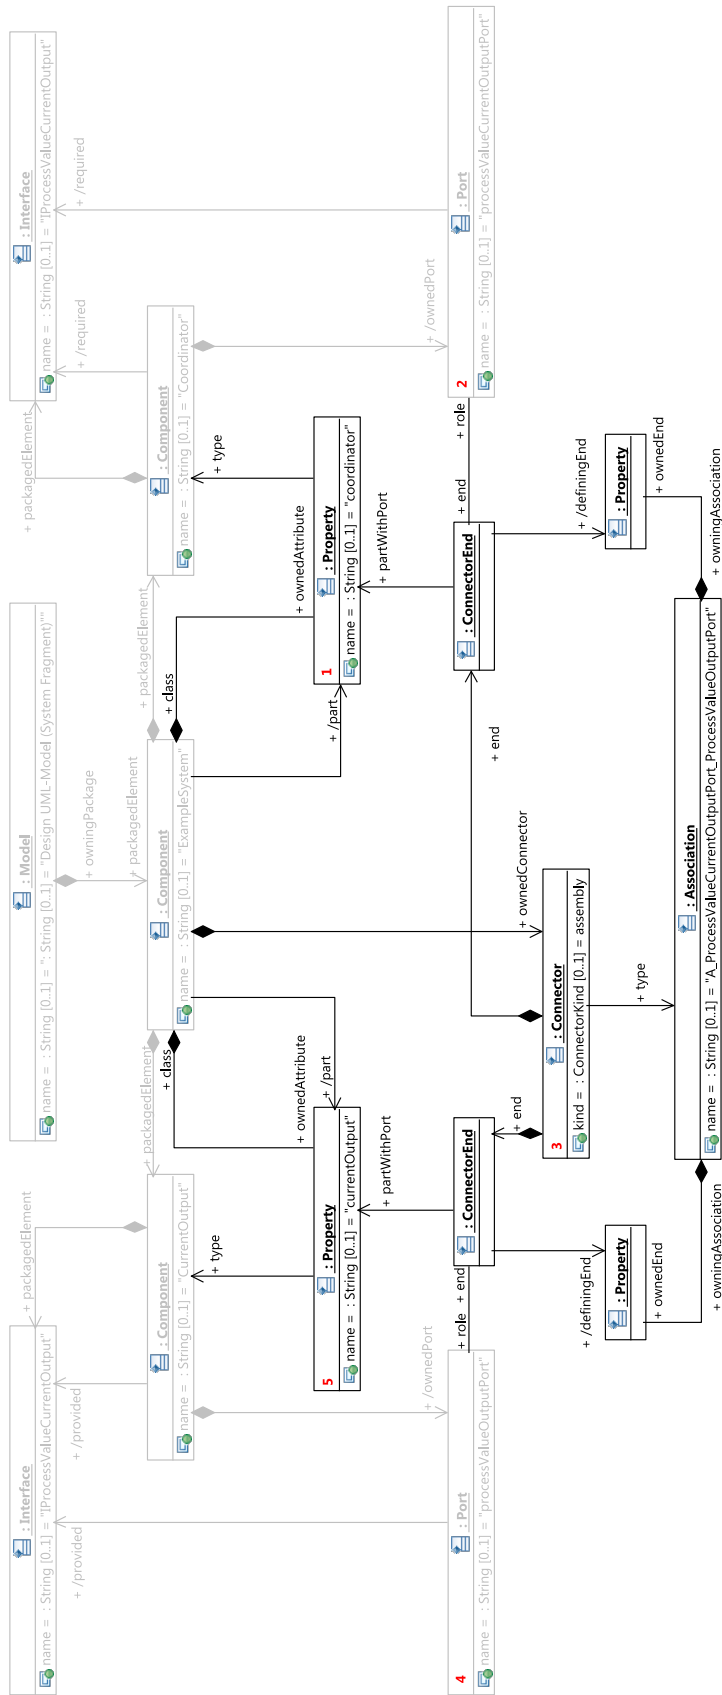 : Interface
name = : String [0..1] = "IProcessValueCurrentOutput"
: Model
name = : String [0..1] = ": String [0..1] = "Design UML-Model (System Fragment)""
: Interface
name = : String [0..1] = "IProcessValueCurrentOutput"
+ /provided
+ /provided
+ packagedElement
+ owningPackage
+ packagedElement
+ packagedElement
+ /required
+ /required
+ packagedElement
+ class
+ packagedElement
+ class
: Component
name = : String [0..1] = "CurrentOutput"
: Component
name = : String [0..1] = "ExampleSystem"
: Component
name = : String [0..1] = "Coordinator"
+ type
+ ownedAttribute
+ /part
+ /part
+ ownedAttribute
+ type
5
: Property
name = : String [0..1] = "currentOutput"
1
: Property
name = : String [0..1] = "coordinator"
+ /ownedPort
+ partWithPort
+ partWithPort
+ /ownedPort
4
: Port
name = : String [0..1] = "processValueOutputPort"
+ role
+ end
: ConnectorEnd
: ConnectorEnd
+ end
+ role
2
: Port
name = : String [0..1] = "processValueCurrentOutputPort"
+ end
+ ownedConnector
+ end
3
: Connector
kind = : ConnectorKind [0..1] = assembly
+ /definingEnd
+ /definingEnd
: Property
: Property
+ ownedEnd
+ type
+ ownedEnd
: Association
name = : String [0..1] = "A_ProcessValueCurrentOutputPort_ProcessValueOutputPort"
+ owningAssociation
+ owningAssociation